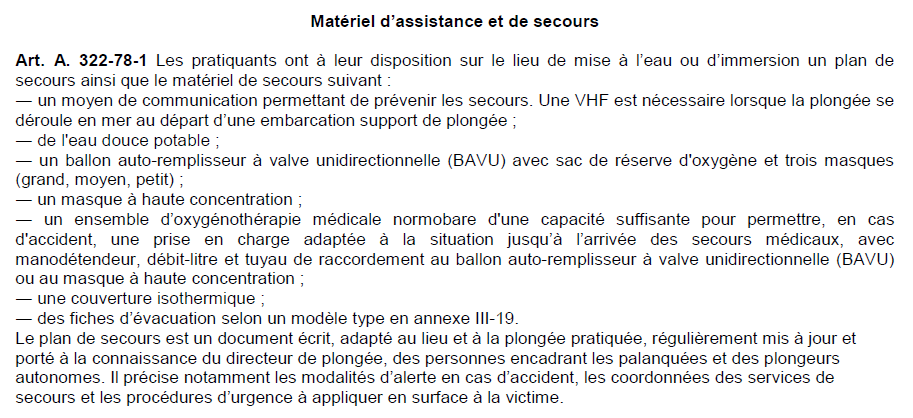 Matériel d’assistance et de secours
Art. A. 322-78-1 Les pratiquants ont à leur disposition sur le lieu de mise à l’eau ou d’immersion un plan de
secours ainsi que le matériel de secours suivant :
— un moyen de communication permettant de prévenir les secours. Une VHF est nécessaire lorsque la plongée se
déroule en mer au départ d’une embarcation support de plongée ;
— de l'eau douce potable ;
— un ballon auto-remplisseur à valve unidirectionnelle (BAVU) avec sac de réserve d'oxygène et trois masques
(grand, moyen, petit) ;
— un masque à haute concentration ;
— un ensemble d’oxygénothérapie médicale normobare d'une capacité suffisante pour permettre, en cas
d'accident, une prise en charge adaptée à la situation jusqu’à l’arrivée des secours médicaux, avec
manodétendeur, débit-litre et tuyau de raccordement au ballon auto-remplisseur à valve unidirectionnelle (BAVU)
ou au masque à haute concentration ;
— une couverture isothermique ;
— des fiches d’évacuation selon un modèle type en annexe III-19.
Le plan de secours est un document écrit, adapté au lieu et à la plongée pratiquée, régulièrement mis à jour et
porté à la connaissance du directeur de plongée, des personnes encadrant les palanquées et des plongeurs
autonomes. Il précise notamment les modalités d’alerte en cas d’accident, les coordonnées des services de
secours et les procédures d’urgence à appliquer en surface à la victime.